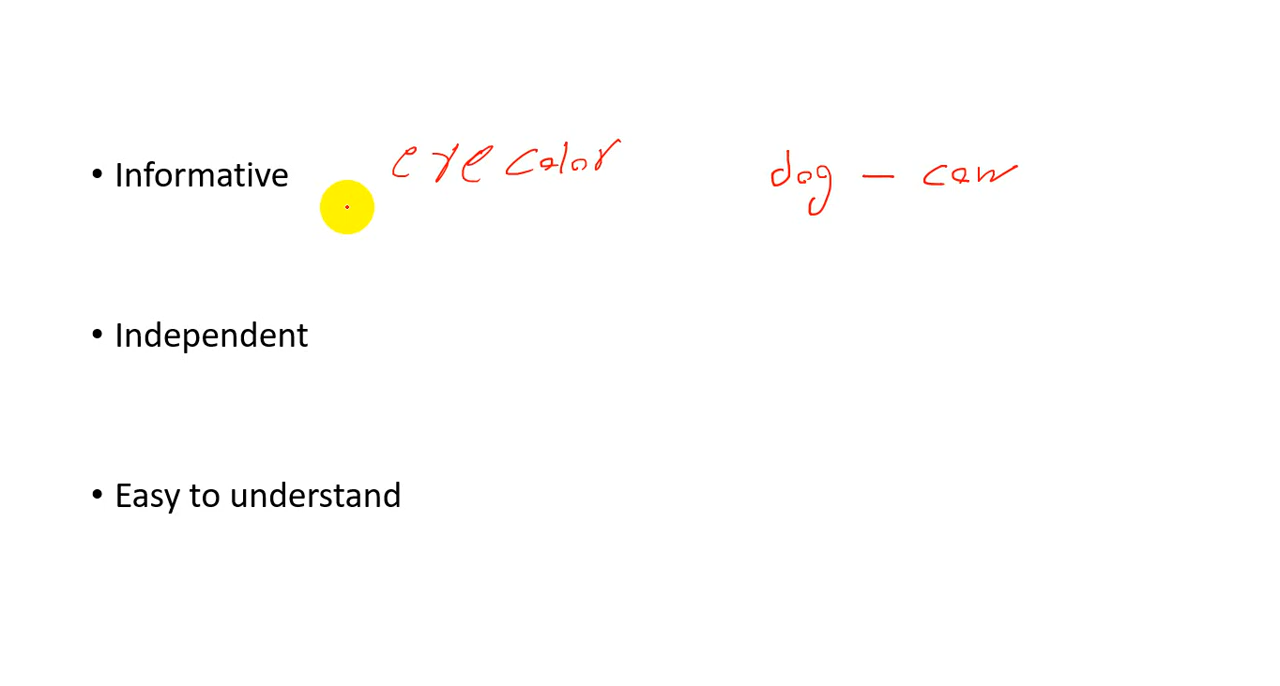 • Informative eye color dog – cow
• Independent
• Easy to understand